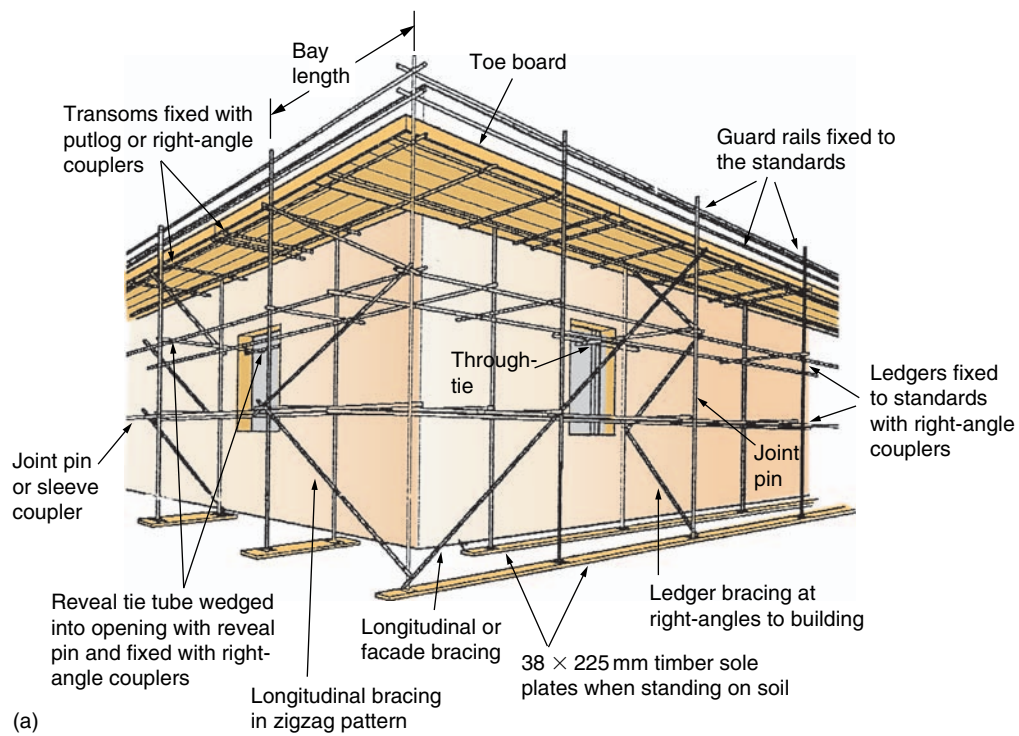 Bay
length
Toe board
Transoms fixed with
putlog or right-angle
couplers
Guard rails fixed to
the standards
Through-
tie
Ledgers fixed
to standards
with right-angle
couplers
Joint pin
or sleeve
coupler
Joint
pin
Reveal tie tube wedged
into opening with reveal
pin and fixed with right-
angle couplers
Longitudinal or
facade bracing
Ledger bracing at
right-angles to building
38 × 225 mm timber sole
plates when standing on soil
Longitudinal bracing
in zigzag pattern
(a)